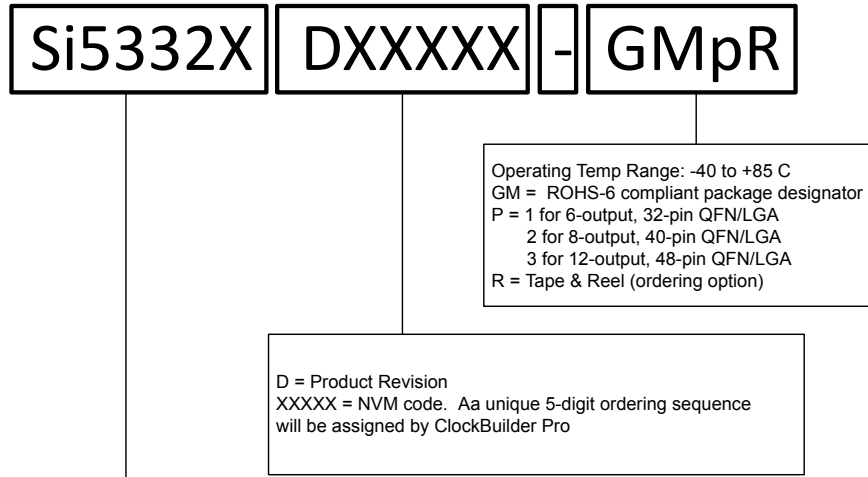 Si5332X DXXXXX - GMpR
Operating Temp Range: -40 to +85 C
GM = ROHS-6 compliant package designator
P = 1 for 6-output, 32-pin QFN/LGA
2 for 8-output, 40-pin QFN/LGA
3 for 12-output, 48-pin QFN/LGA
R = Tape & Reel (ordering option)
D = Product Revision
XXXXX = NVM code. Aa unique 5-digit ordering sequence
will be assigned by ClockBuilder Pro